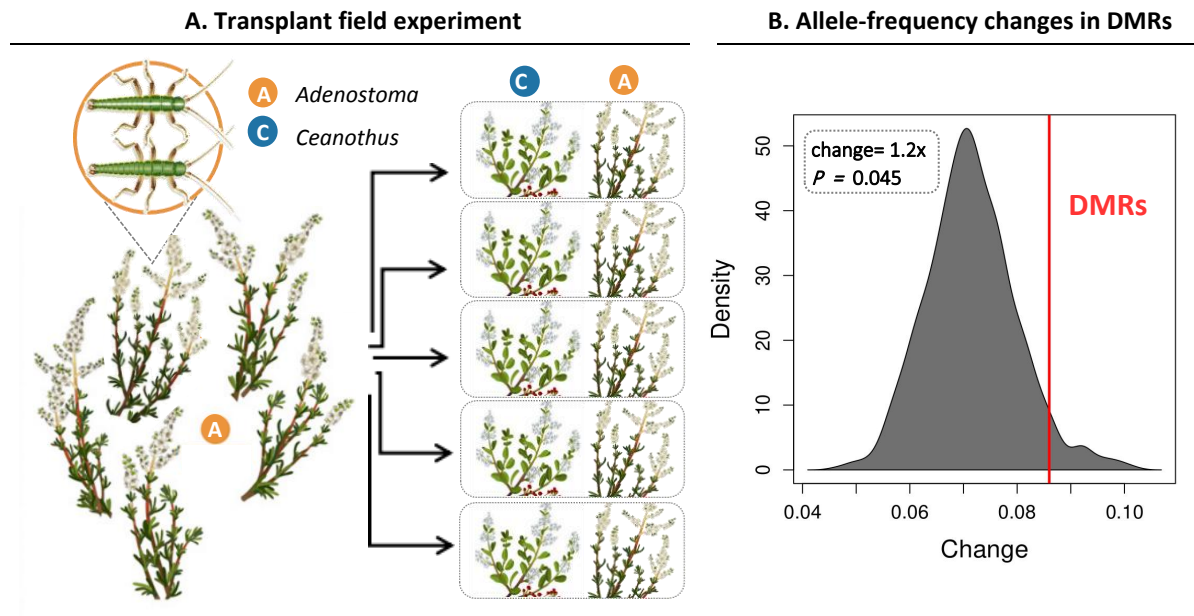 A. Transplant field experiment
A Adenostoma
C Ceanothus
C A
A
B. Allele-frequency changes in DMRs
change= 1.2x
P = 0.045
DMRs
50
40
30
20
10
0
Density
0.04 0.06 0.08 0.10
Change